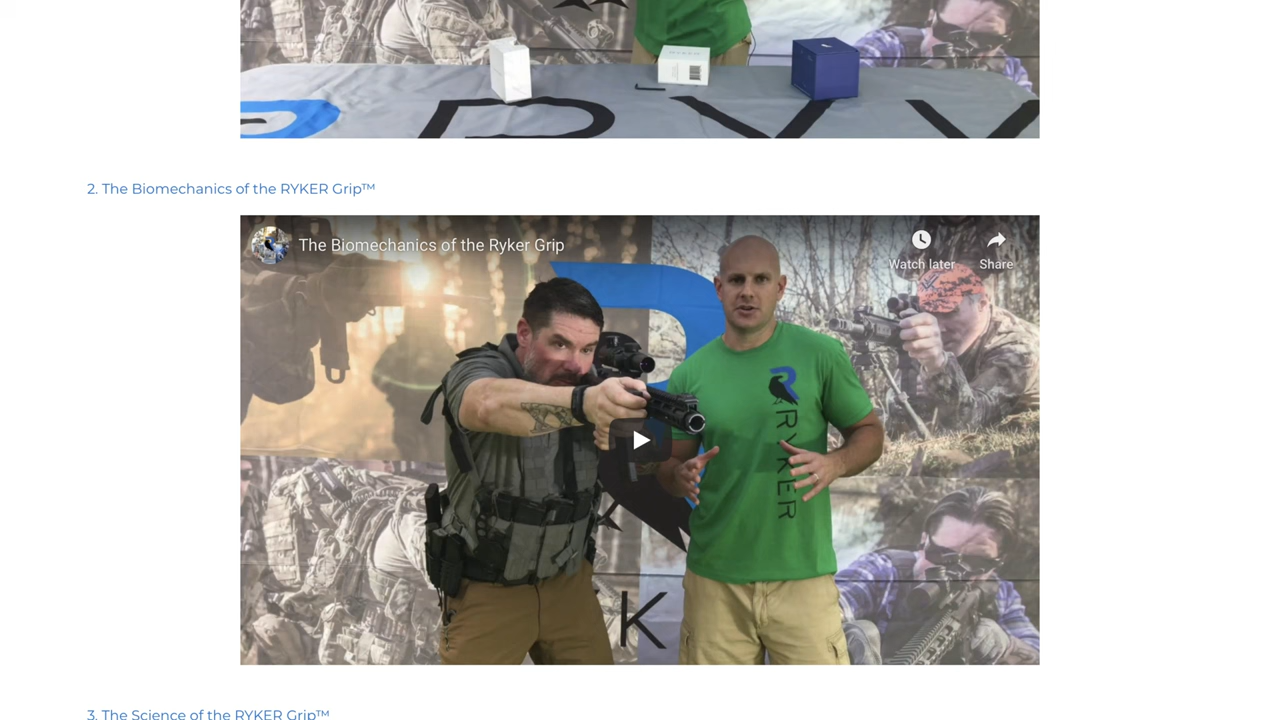 RYK
2. The Biomechanics of the RYKER Grip™
The Biomechanics of the Ryker Grip
Watch later
Share
RYKER
K
3. The Science of the RYKER Grip™